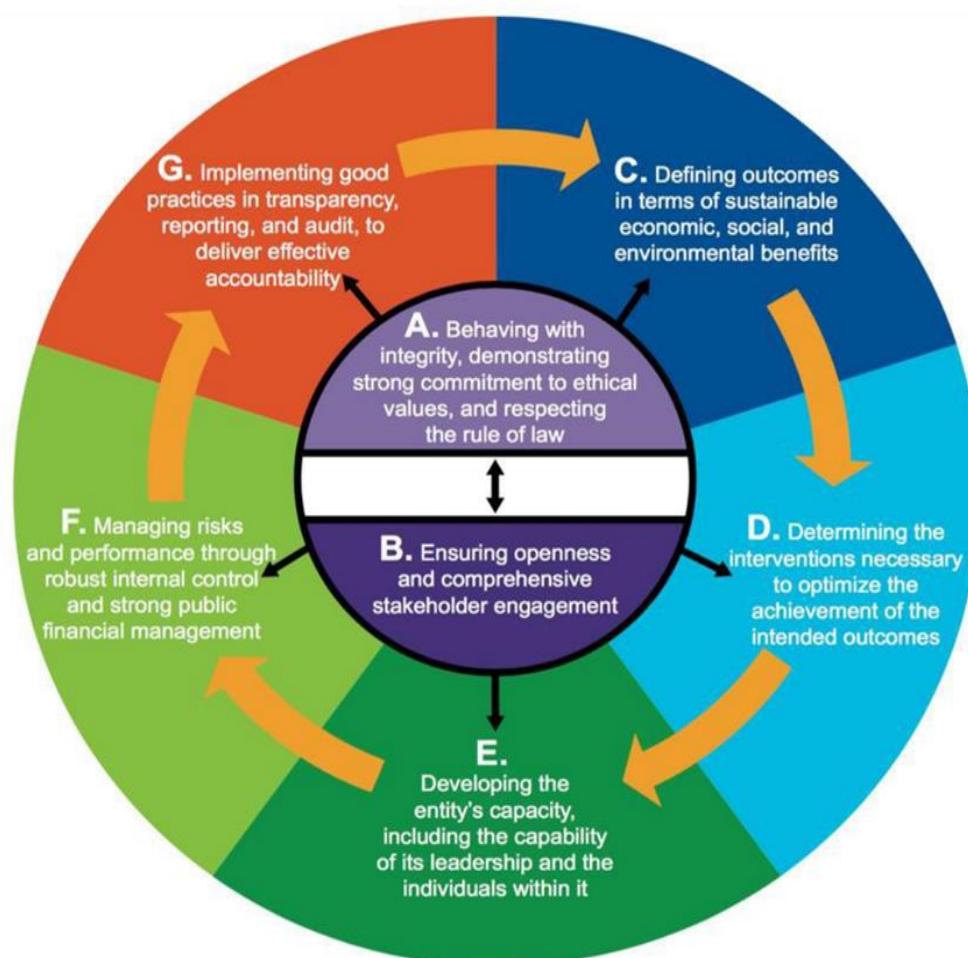 G. Implementing good
practices in transparency,
reporting, and audit, to
deliver effective
accountability
C. Defining outcomes
in terms of sustainable
economic, social, and
environmental benefits
A. Behaving with
integrity, demonstrating
strong commitment to ethical
values, and respecting
the rule of law
F. Managing risks
and performance through
robust internal control
and strong public
financial management
B. Ensuring openness
and comprehensive
stakeholder engagement
D. Determining the
interventions necessary
to optimize the
achievement of the
intended outcomes
E.
Developing the
entity's capacity,
including the capability
of its leadership and the
individuals within it